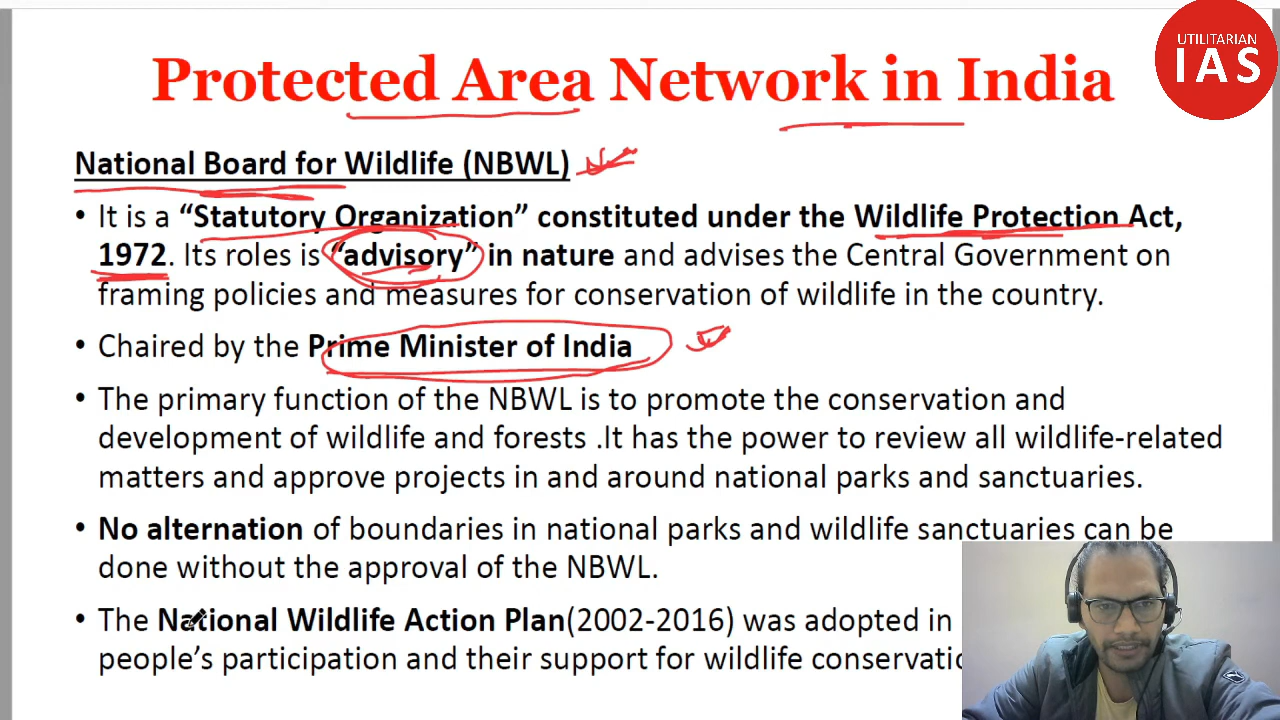 UTILITARIAN
IAS
Protected Area Network in India
National Board for Wildlife (NBWL)
• It is a “Statutory Organization” constituted under the Wildlife Protection Act,
1972. Its roles is “advisory” in nature and advises the Central Government on
framing policies and measures for conservation of wildlife in the country.
• Chaired by the Prime Minister of India
• The primary function of the NBWL is to promote the conservation and
development of wildlife and forests .It has the power to review all wildlife-related
matters and approve projects in and around national parks and sanctuaries.
• No alternation of boundaries in national parks and wildlife sanctuaries can be
done without the approval of the NBWL.
• The National Wildlife Action Plan(2002-2016) was adopted in
people’s participation and their support for wildlife